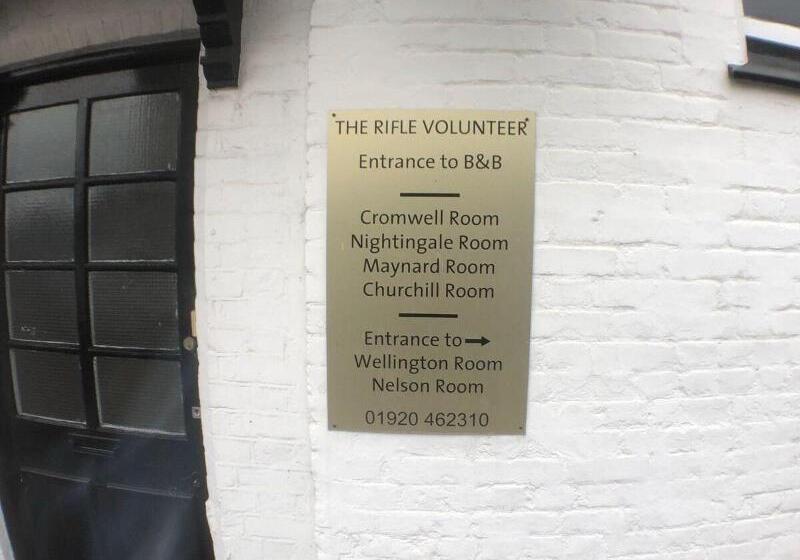 THE RIFLE VOLUNTEER
Entrance to B&B
Cromwell Room
Nightingale Room
Maynard Room
Churchill Room
Entrance to →
Wellington Room
Nelson Room
01920 462310